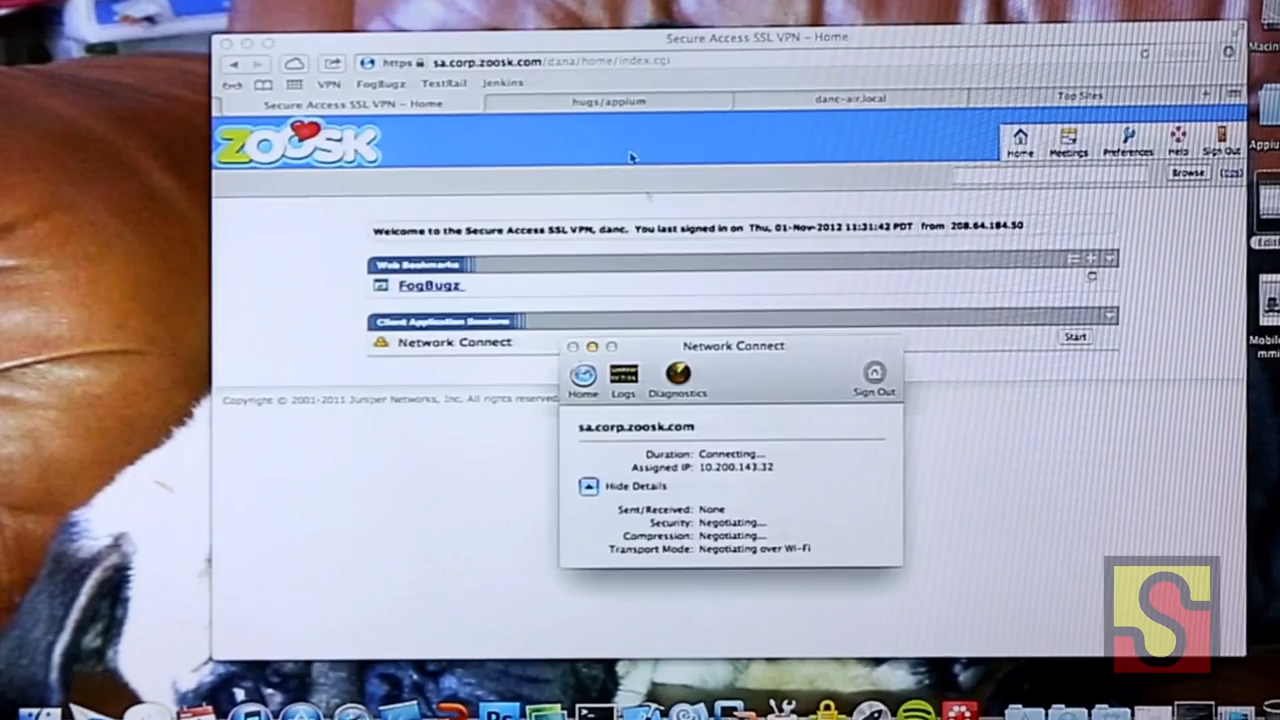 Secure Access SSL VPN – Home
https sa.corp.zoosk.com/dana/home/index.cgi
VPN FogBugz TestRail Jenkins
Secure Access SSL VPN – Home hugs/appium danc-air.local Top Sites
ZOOSK
Home Meetings Preferences Help Sign Out
Browse
Welcome to the Secure Access SSL VPN, danc. You last signed in on Thu, 01-Nov-2012 11:31:42 PDT from 208.64.184.50
Web Bookmarks
FogBugz
Client Application Sessions
Network Connect Start
Copyright © 2001-2011 Juniper Networks, Inc. All rights reserved.
Network Connect
Home Logs Diagnostics Sign Out
sa.corp.zoosk.com
Duration: Connecting...
Assigned IP: 10.200.143.32
Hide Details
Sent/Received: None
Security: Negotiating...
Compression: Negotiating...
Transport Mode: Negotiating over Wi-Fi
Macin
Appiu
Mobile
S
Ps